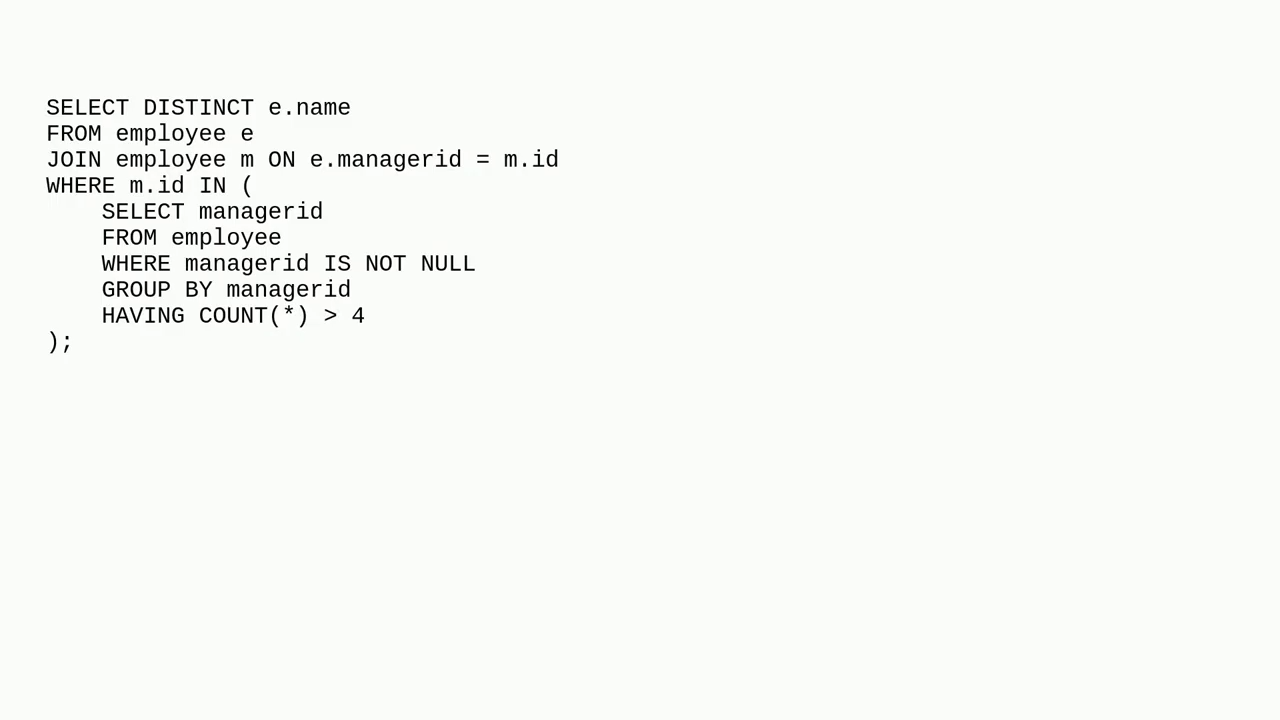 SELECT DISTINCT e.name
FROM employee e
JOIN employee m ON e.managerid = m.id
WHERE m.id IN (
    SELECT managerid
    FROM employee
    WHERE managerid IS NOT NULL
    GROUP BY managerid
    HAVING COUNT(*) > 4
);